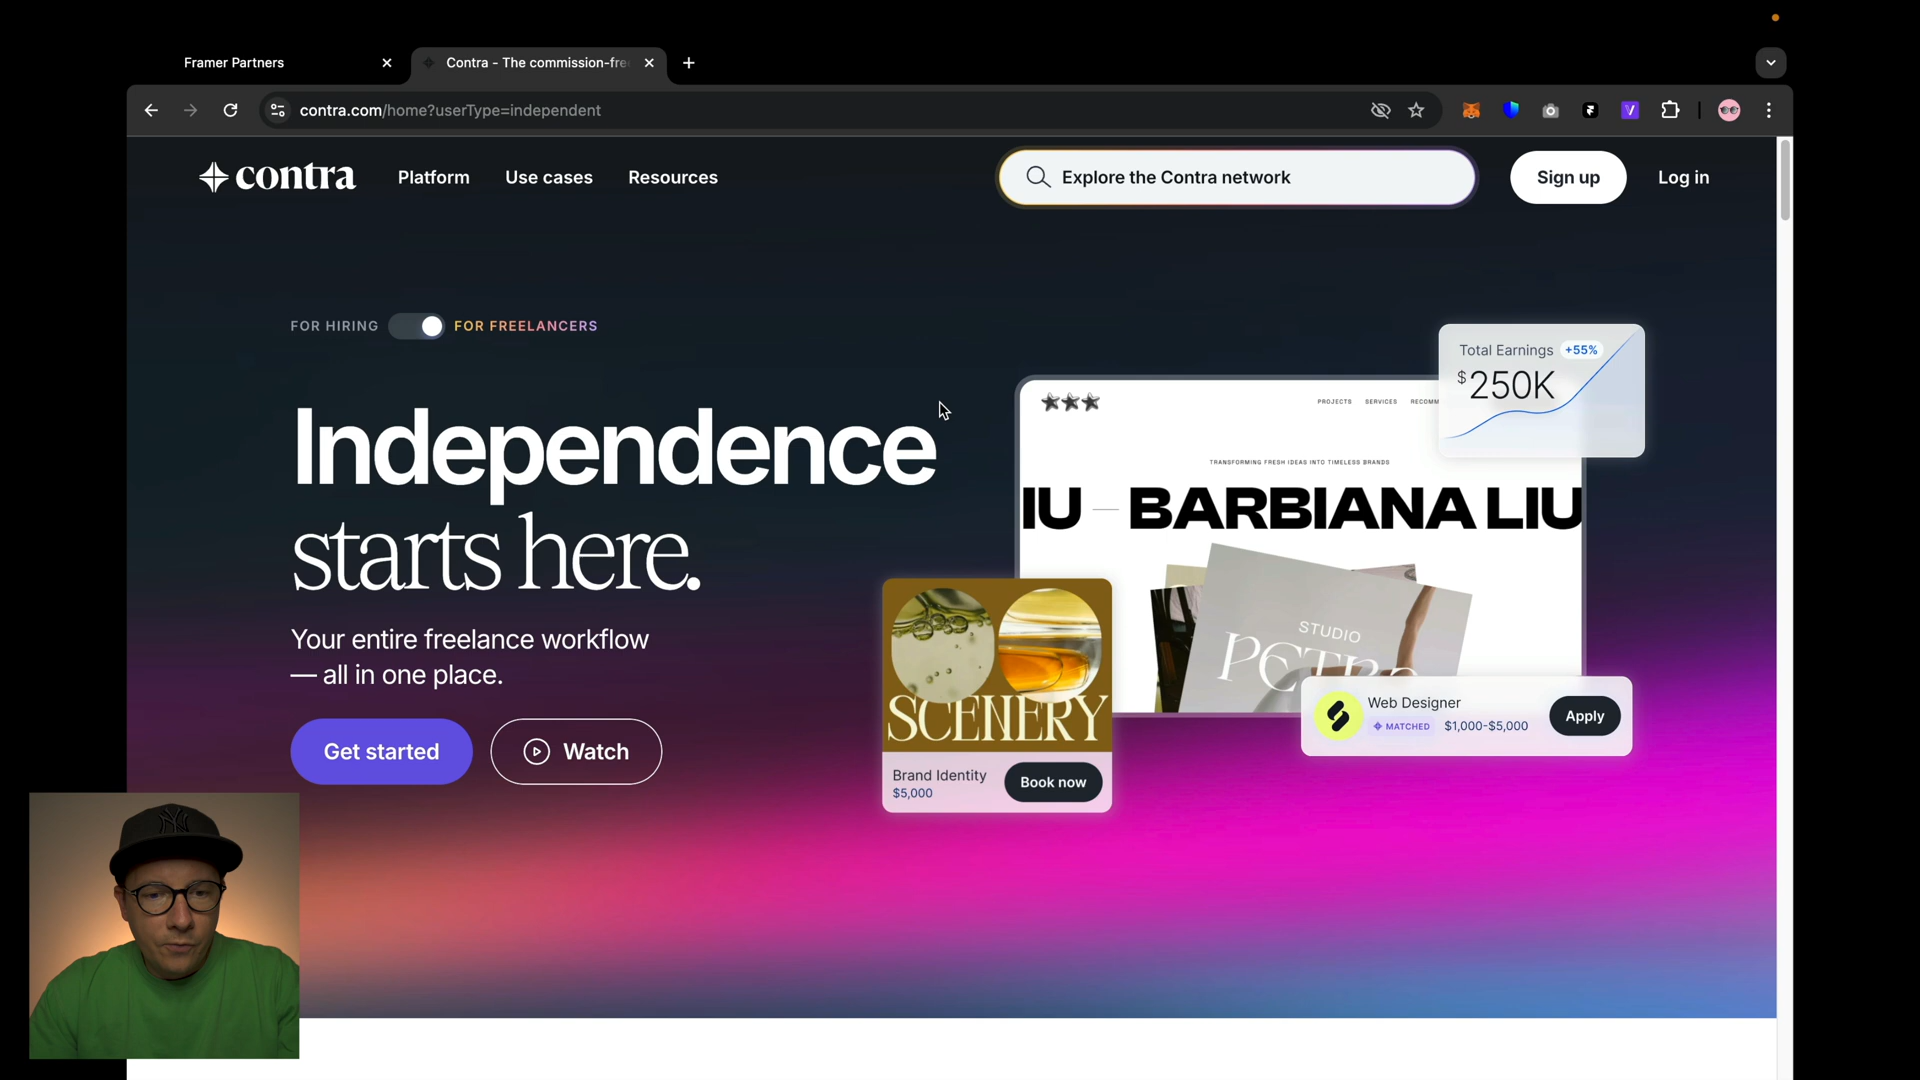 Framer Partners
Contra - The commission-fre
contra.com/home?userType=independent
contra
Platform
Use cases
Resources
Explore the Contra network
Sign up
Log in
FOR HIRING
FOR FREELANCERS
Independence
starts here.
Your entire freelance workflow
— all in one place.
Get started
Watch
Total Earnings +55%
$250K
PROJECTS SERVICES RECOMM
TRANSFORMING FRESH IDEAS INTO TIMELESS BRANDS
IU — BARBIANA LIU
STUDIO
SCENERY
Brand Identity
$5,000
Book now
Web Designer
MATCHED $1,000-$5,000
Apply